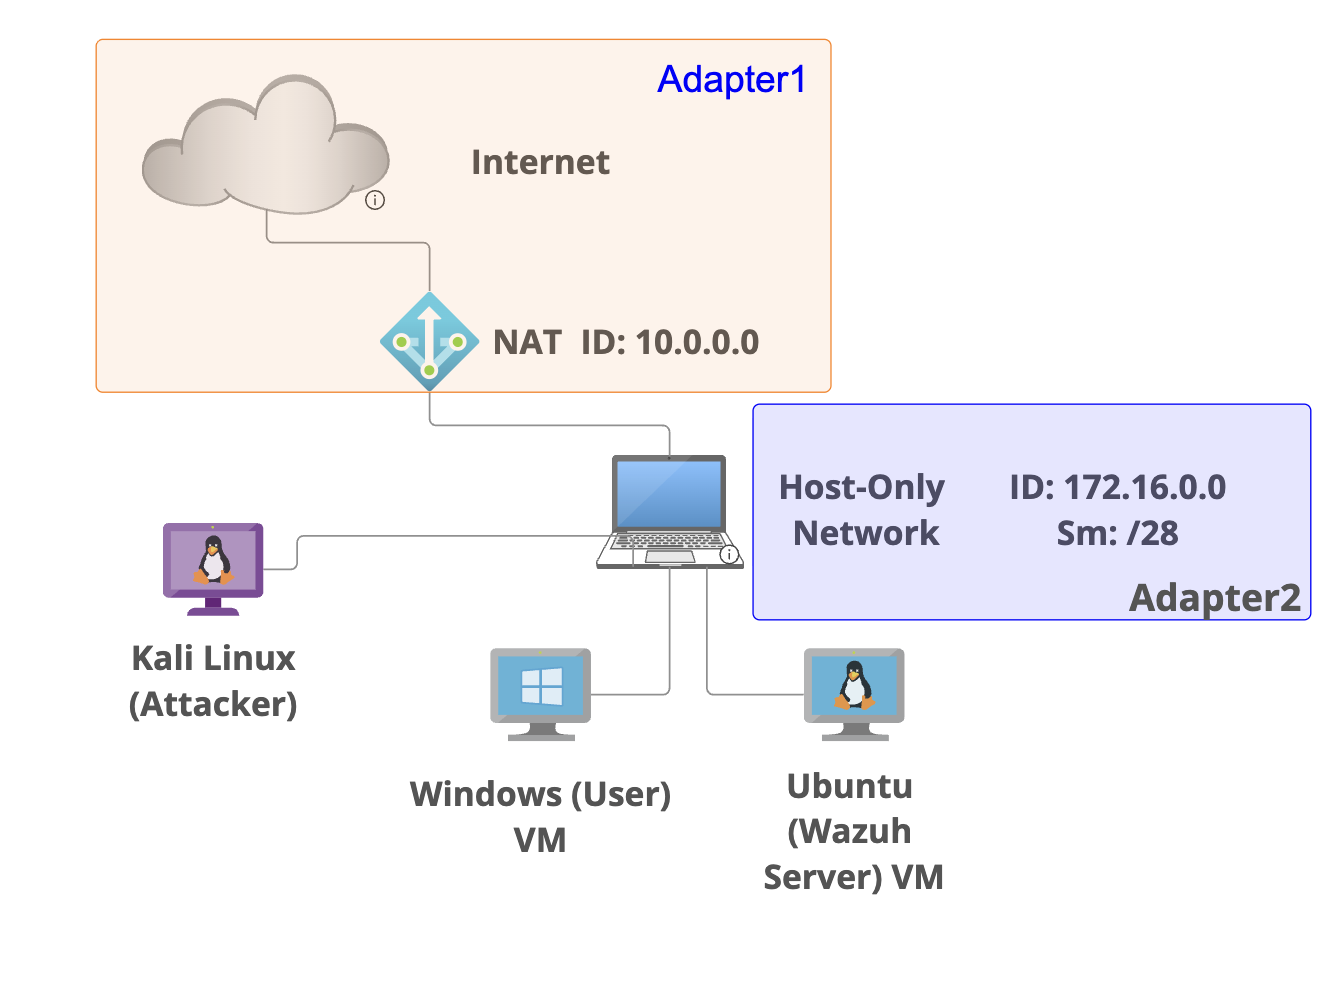 Adapter1
Internet
NAT  ID: 10.0.0.0
Host-Only
Network
ID: 172.16.0.0
Sm: /28
Adapter2
Kali Linux
(Attacker)
Windows (User)
VM
Ubuntu
(Wazuh
Server) VM